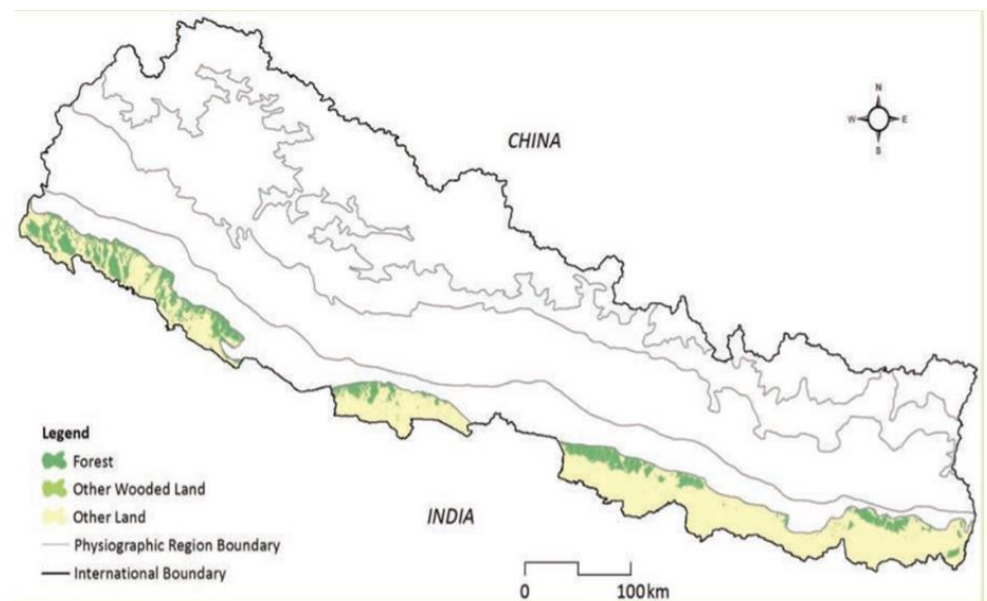 N
W E
S
CHINA
Legend
Forest
Other Wooded Land
Other Land
Physiographic Region Boundary
International Boundary
INDIA
0 100km